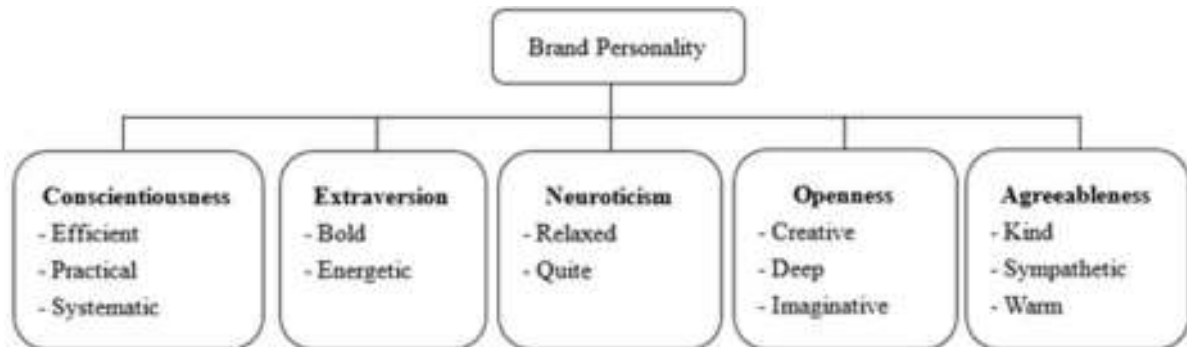 Brand Personality
Conscientiousness
- Efficient
- Practical
- Systematic
Extraversion
- Bold
- Energetic
Neuroticism
- Relaxed
- Quite
Openness
- Creative
- Deep
- Imaginative
Agreeableness
- Kind
- Sympathetic
- Warm